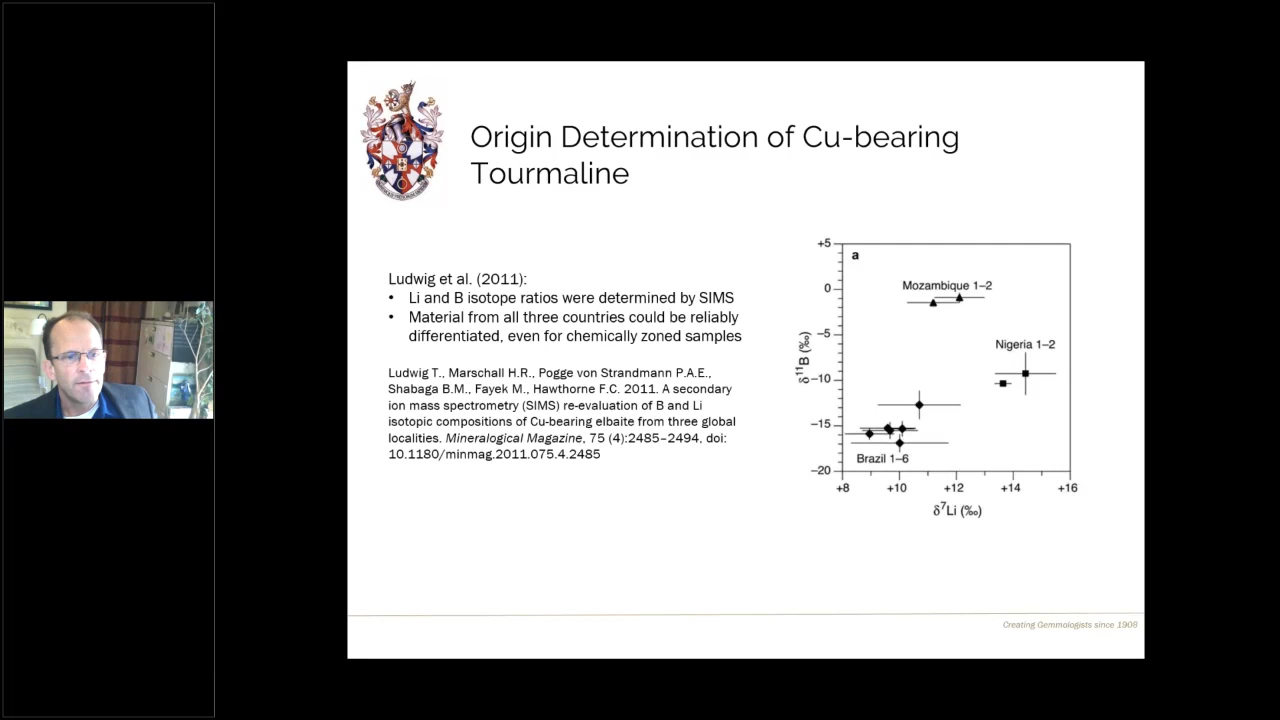 Origin Determination of Cu-bearing
Tourmaline
Ludwig et al. (2011):
• Li and B isotope ratios were determined by SIMS
• Material from all three countries could be reliably
differentiated, even for chemically zoned samples
Ludwig T., Marschall H.R., Pogge von Strandmann P.A.E.,
Shabaga B.M., Fayek M., Hawthorne F.C. 2011. A secondary
ion mass spectrometry (SIMS) re-evaluation of B and Li
isotopic compositions of Cu-bearing elbaite from three global
localities. Mineralogical Magazine, 75 (4):2485–2494, doi:
10.1180/minmag.2011.075.4.2485
a
+5
0
−5
−10
−15
−20
δ¹¹B (‰)
Mozambique 1–2
Nigeria 1–2
Brazil 1–6
+8 +10 +12 +14 +16
δ⁷Li (‰)
Creating Gemmologists since 1908